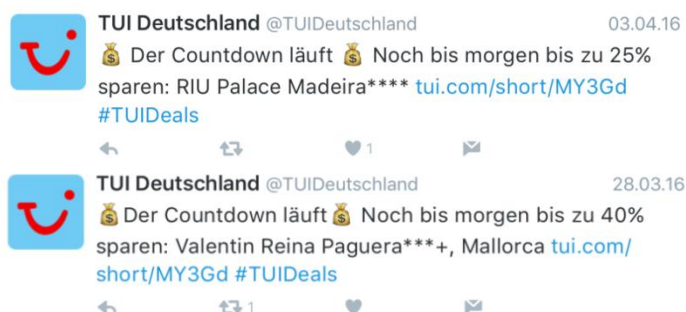 TUI Deutschland @TUIDeutschland 03.04.16
💰 Der Countdown läuft 💰 Noch bis morgen bis zu 25%
sparen: RIU Palace Madeira**** tui.com/short/MY3Gd
#TUIDeals
1
TUI Deutschland @TUIDeutschland 28.03.16
💰Der Countdown läuft💰 Noch bis morgen bis zu 40%
sparen: Valentin Reina Paguera***+, Mallorca tui.com/
short/MY3Gd #TUIDeals
1